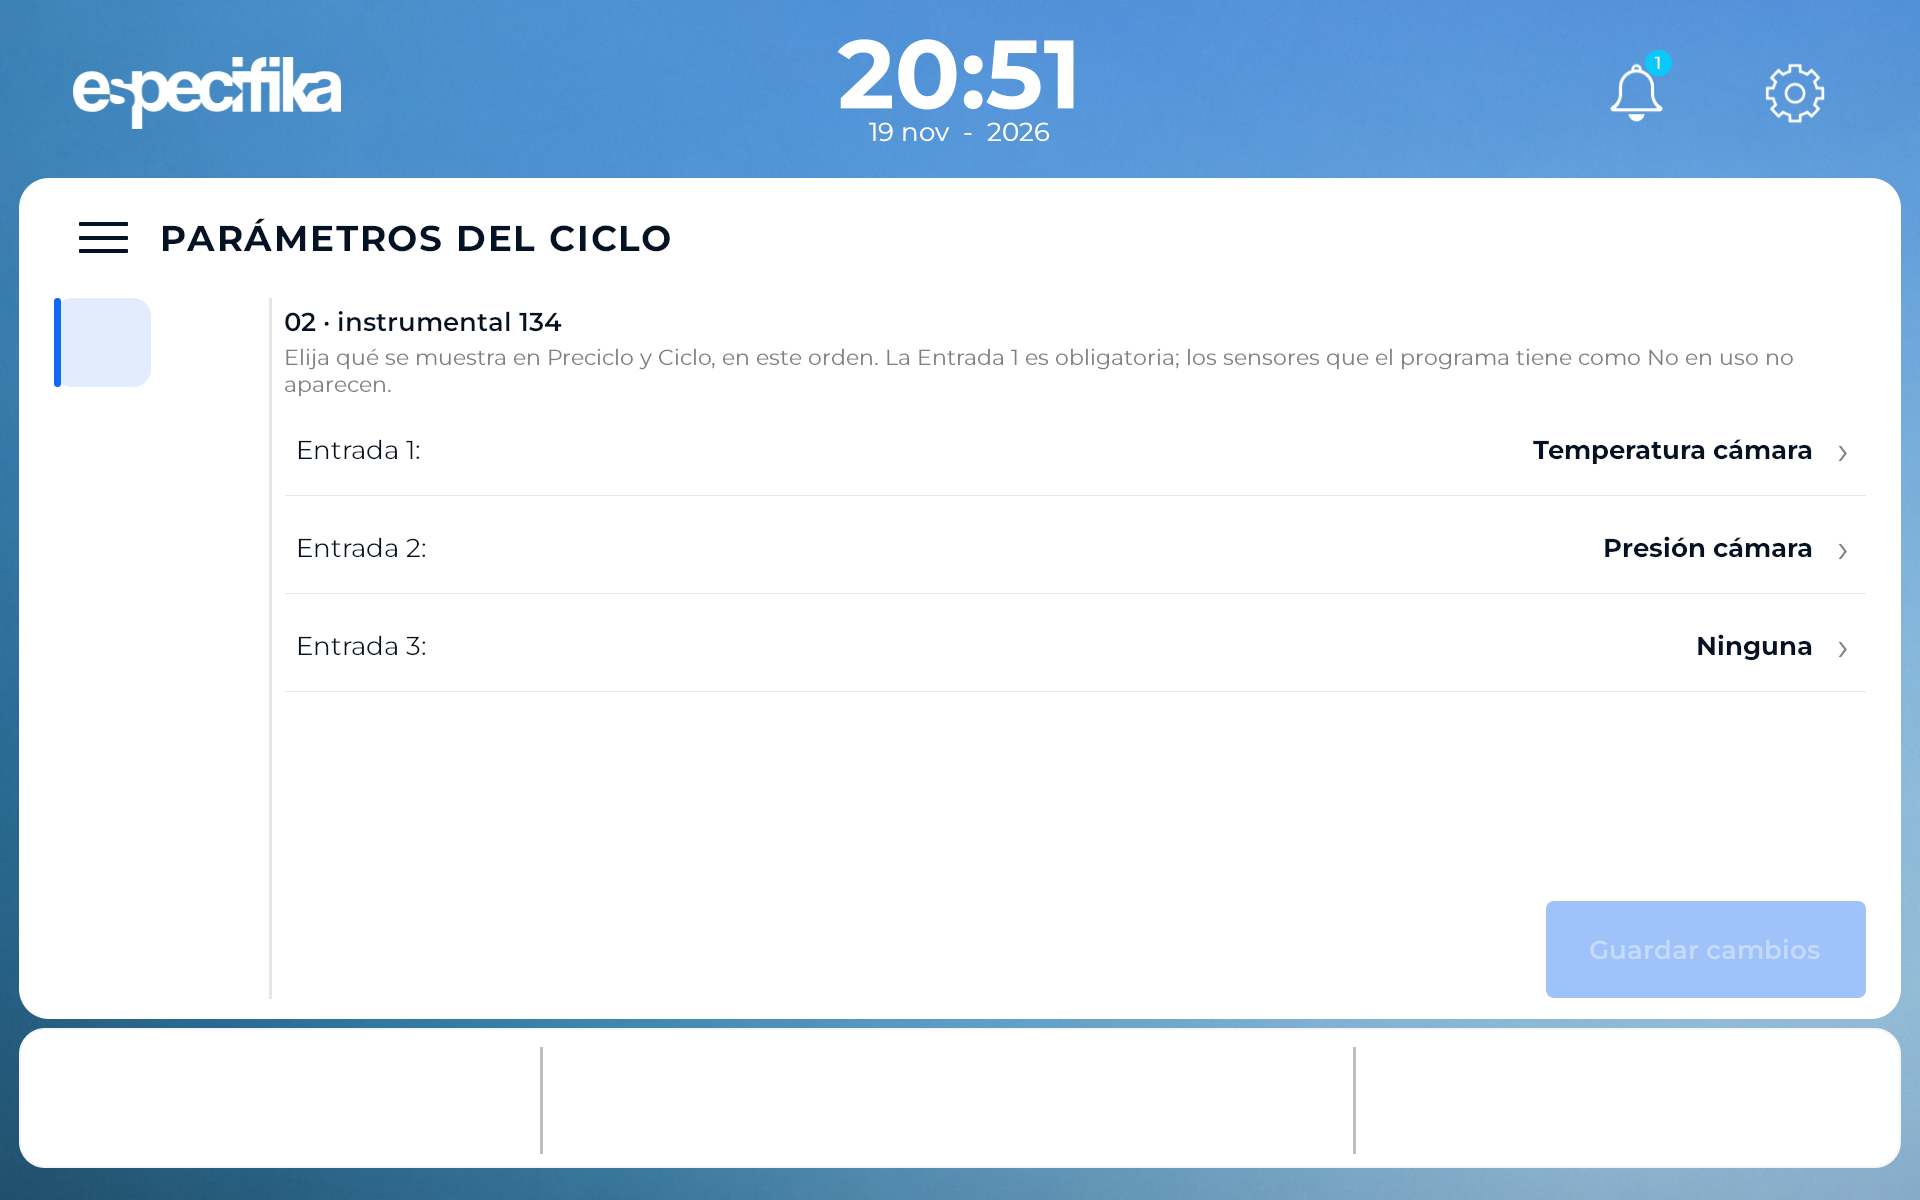 especifika
20:51
19 nov - 2026
1
PARÁMETROS DEL CICLO
02 · instrumental 134
Elija qué se muestra en Preciclo y Ciclo, en este orden. La Entrada 1 es obligatoria; los sensores que el programa tiene como No en uso no
aparecen.
Entrada 1:
Temperatura cámara ›
Entrada 2:
Presión cámara ›
Entrada 3:
Ninguna ›
Guardar cambios